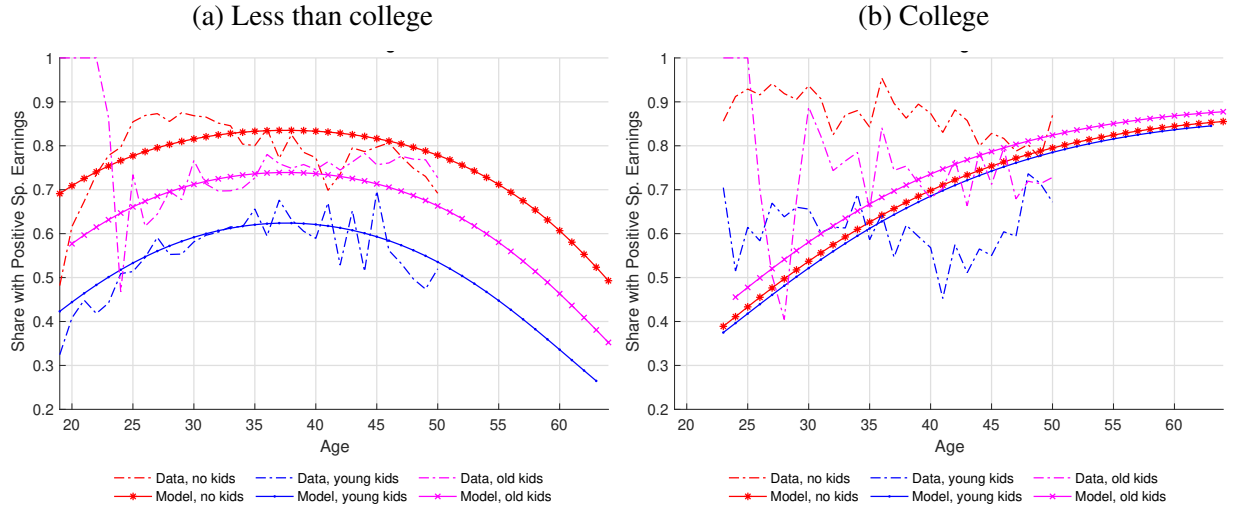 (a) Less than college
(b) College
Share with Positive Sp. Earnings
1
0.9
0.8
0.7
0.6
0.5
0.4
0.3
0.2
20 25 30 35 40 45 50 55 60
Age
Data, no kids Data, young kids Data, old kids
Model, no kids Model, young kids Model, old kids
Share with Positive Sp. Earnings
1
0.9
0.8
0.7
0.6
0.5
0.4
0.3
0.2
20 25 30 35 40 45 50 55 60
Age
Data, no kids Data, young kids Data, old kids
Model, no kids Model, young kids Model, old kids